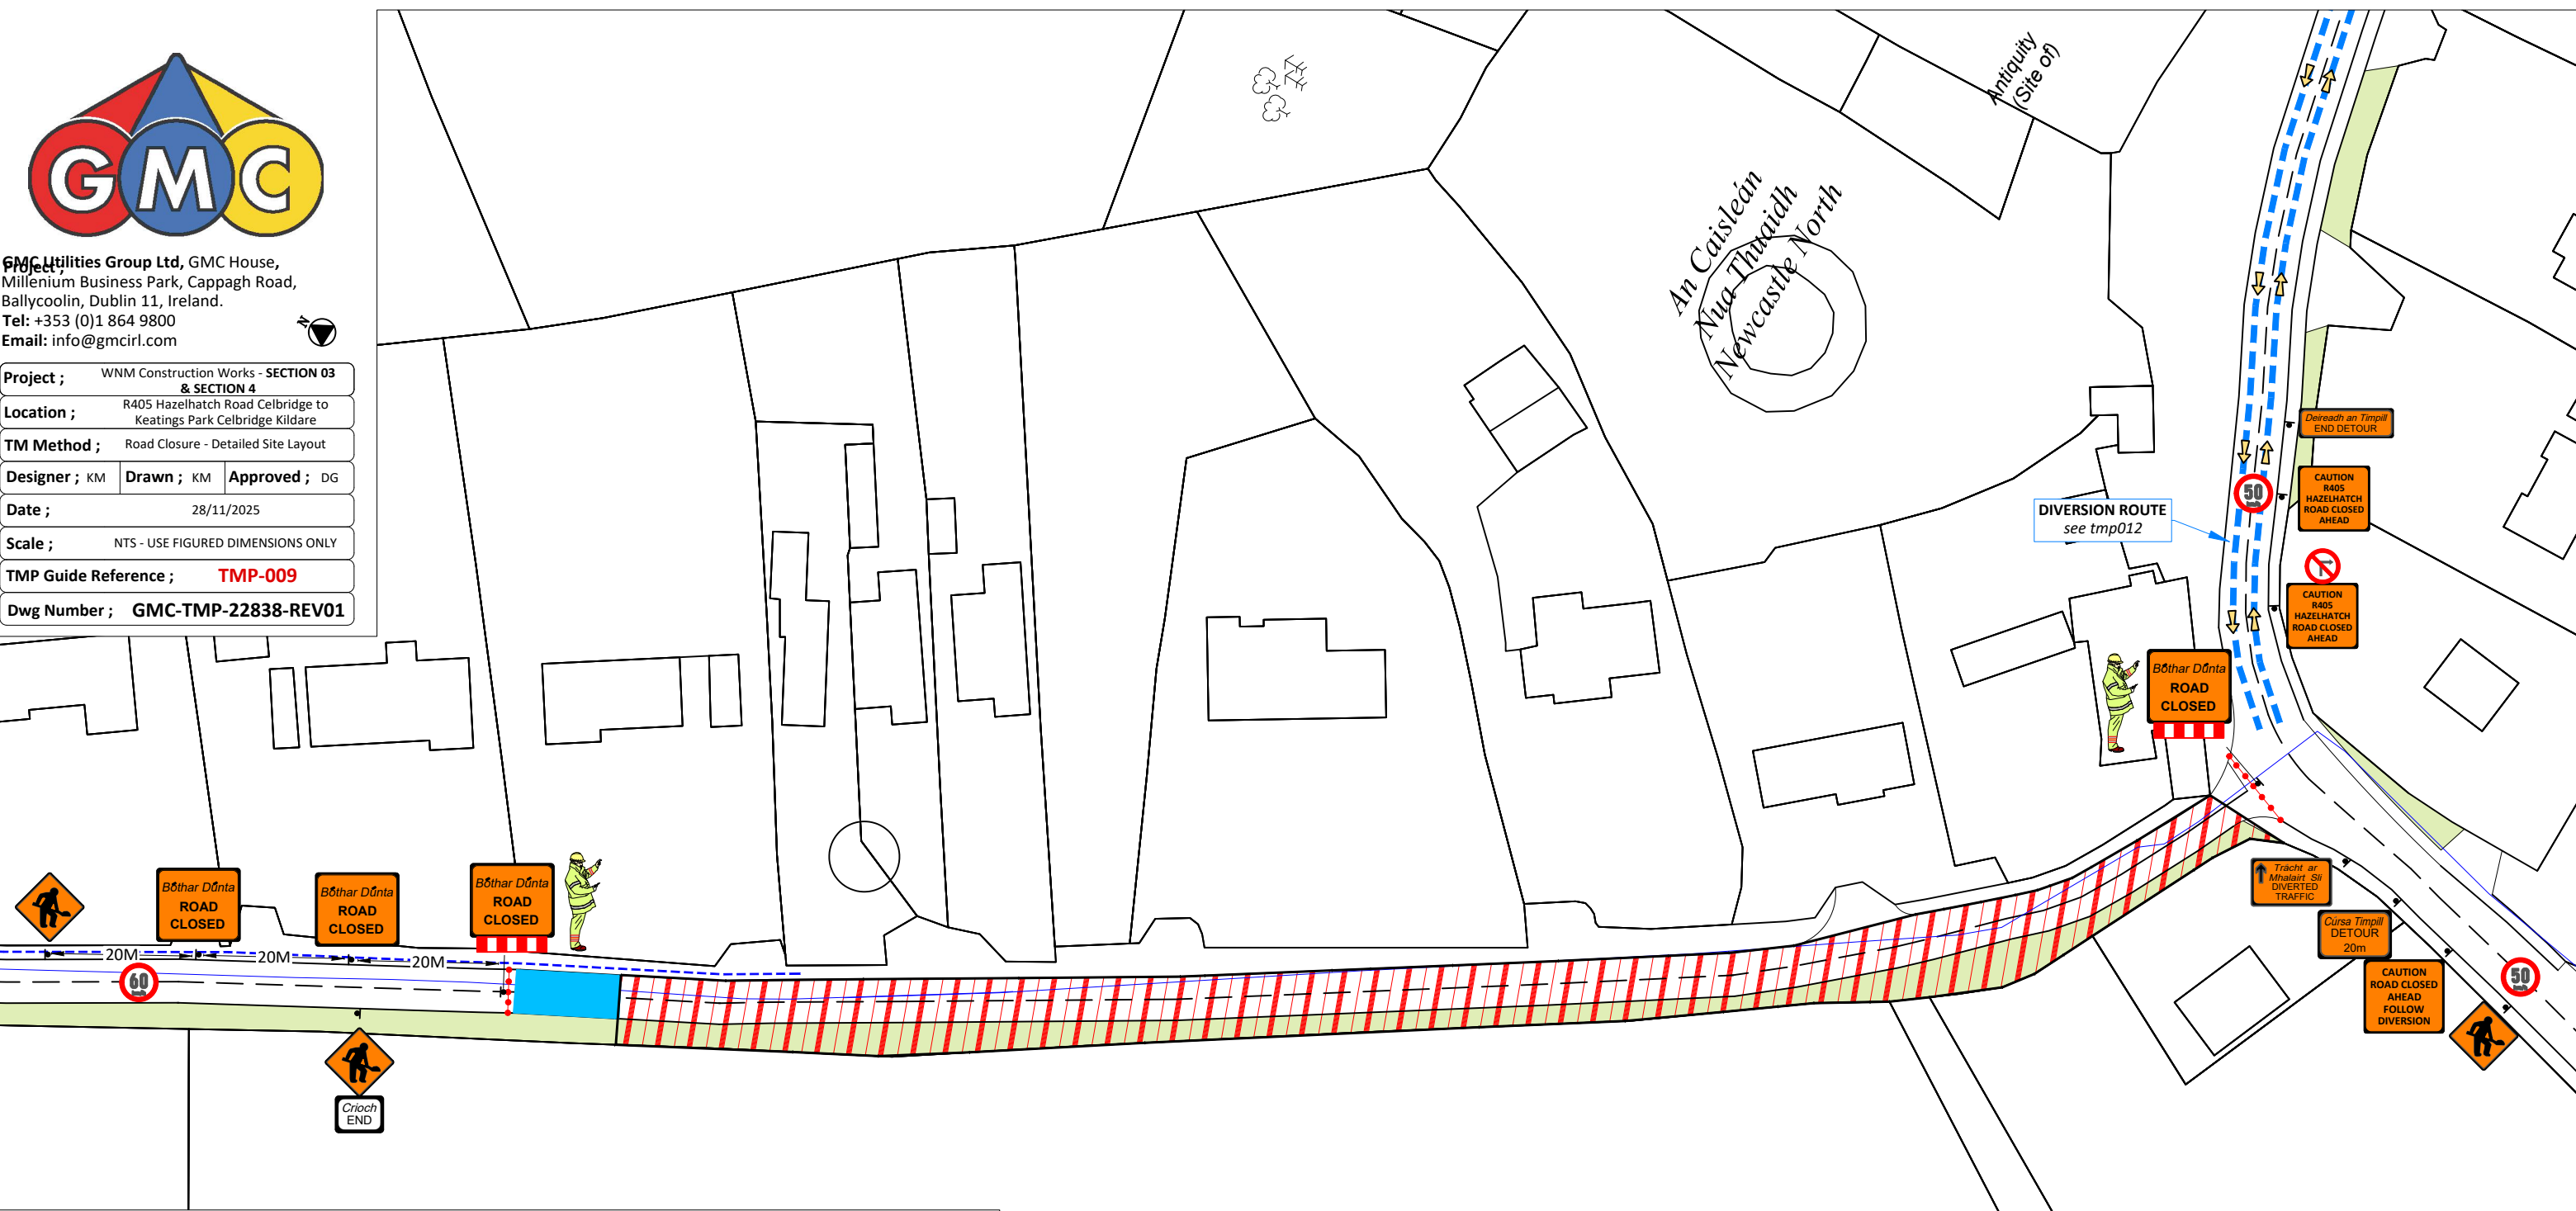 GMC
Project ;
GMC Utilities Group Ltd, GMC House,
Millenium Business Park, Cappagh Road,
Ballycoolin, Dublin 11, Ireland.
Tel: +353 (0)1 864 9800
Email: info@gmcirl.com
N
Project ; WNM Construction Works - SECTION 03
& SECTION 4
Location ; R405 Hazelhatch Road Celbridge to
Keatings Park Celbridge Kildare
TM Method ; Road Closure - Detailed Site Layout
Designer ; KM Drawn ; KM Approved ; DG
Date ; 28/11/2025
Scale ; NTS - USE FIGURED DIMENSIONS ONLY
TMP Guide Reference ; TMP-009
Dwg Number ; GMC-TMP-22838-REV01
Antiquity
(Site of)
An Caisleán
Nua Thuaidh
Newcastle North
DIVERSION ROUTE
see tmp012
Deireadh an Timpill
END DETOUR
50
CAUTION
R405
HAZELHATCH
ROAD CLOSED
AHEAD
CAUTION
R405
HAZELHATCH
ROAD CLOSED
AHEAD
Bóthar Dúnta
ROAD
CLOSED
Bóthar Dúnta
ROAD
CLOSED
Bóthar Dúnta
ROAD
CLOSED
Bóthar Dúnta
ROAD
CLOSED
20M
20M
20M
60
Críoch
END
Trácht ar
Mhalairt Slí
DIVERTED
TRAFFIC
Cúrsa Timpill
DETOUR
20m
CAUTION
ROAD CLOSED
AHEAD
FOLLOW
DIVERSION
50